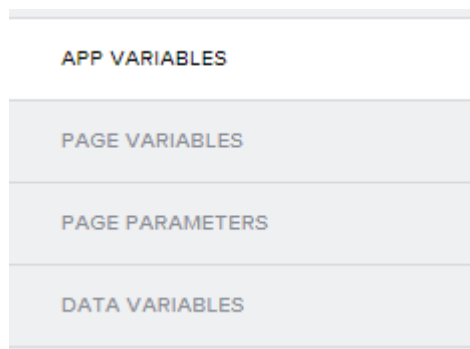 APP VARIABLES
PAGE VARIABLES
PAGE PARAMETERS
DATA VARIABLES